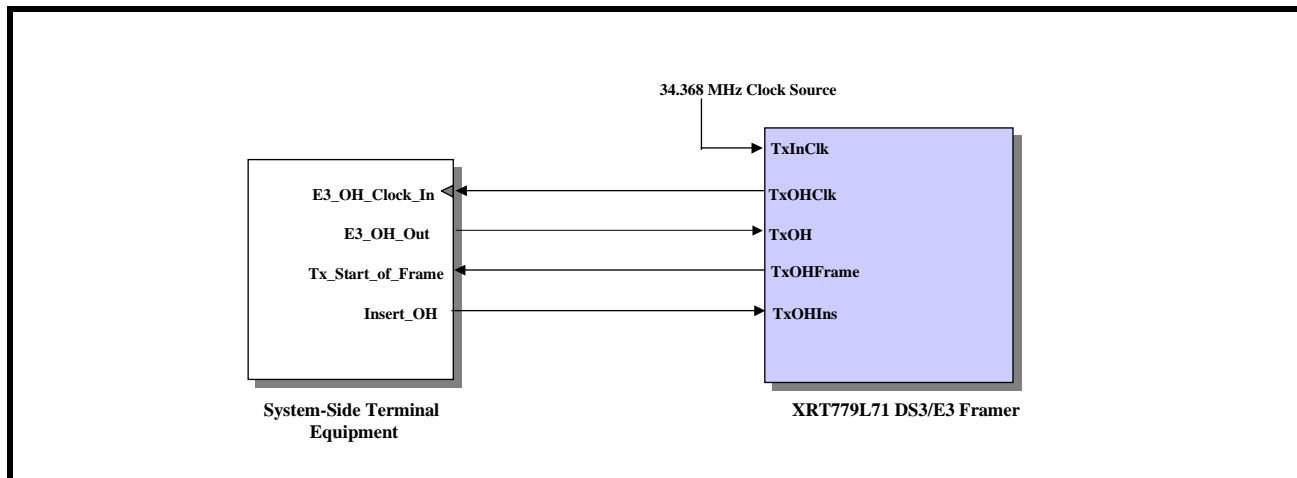 34.368 MHz Clock Source
TxInClk
E3_OH_Clock_In
TxOHClk
E3_OH_Out
TxOH
Tx_Start_of_Frame
TxOHFrame
Insert_OH
TxOHIns
System-Side Terminal
Equipment
XRT779L71 DS3/E3 Framer